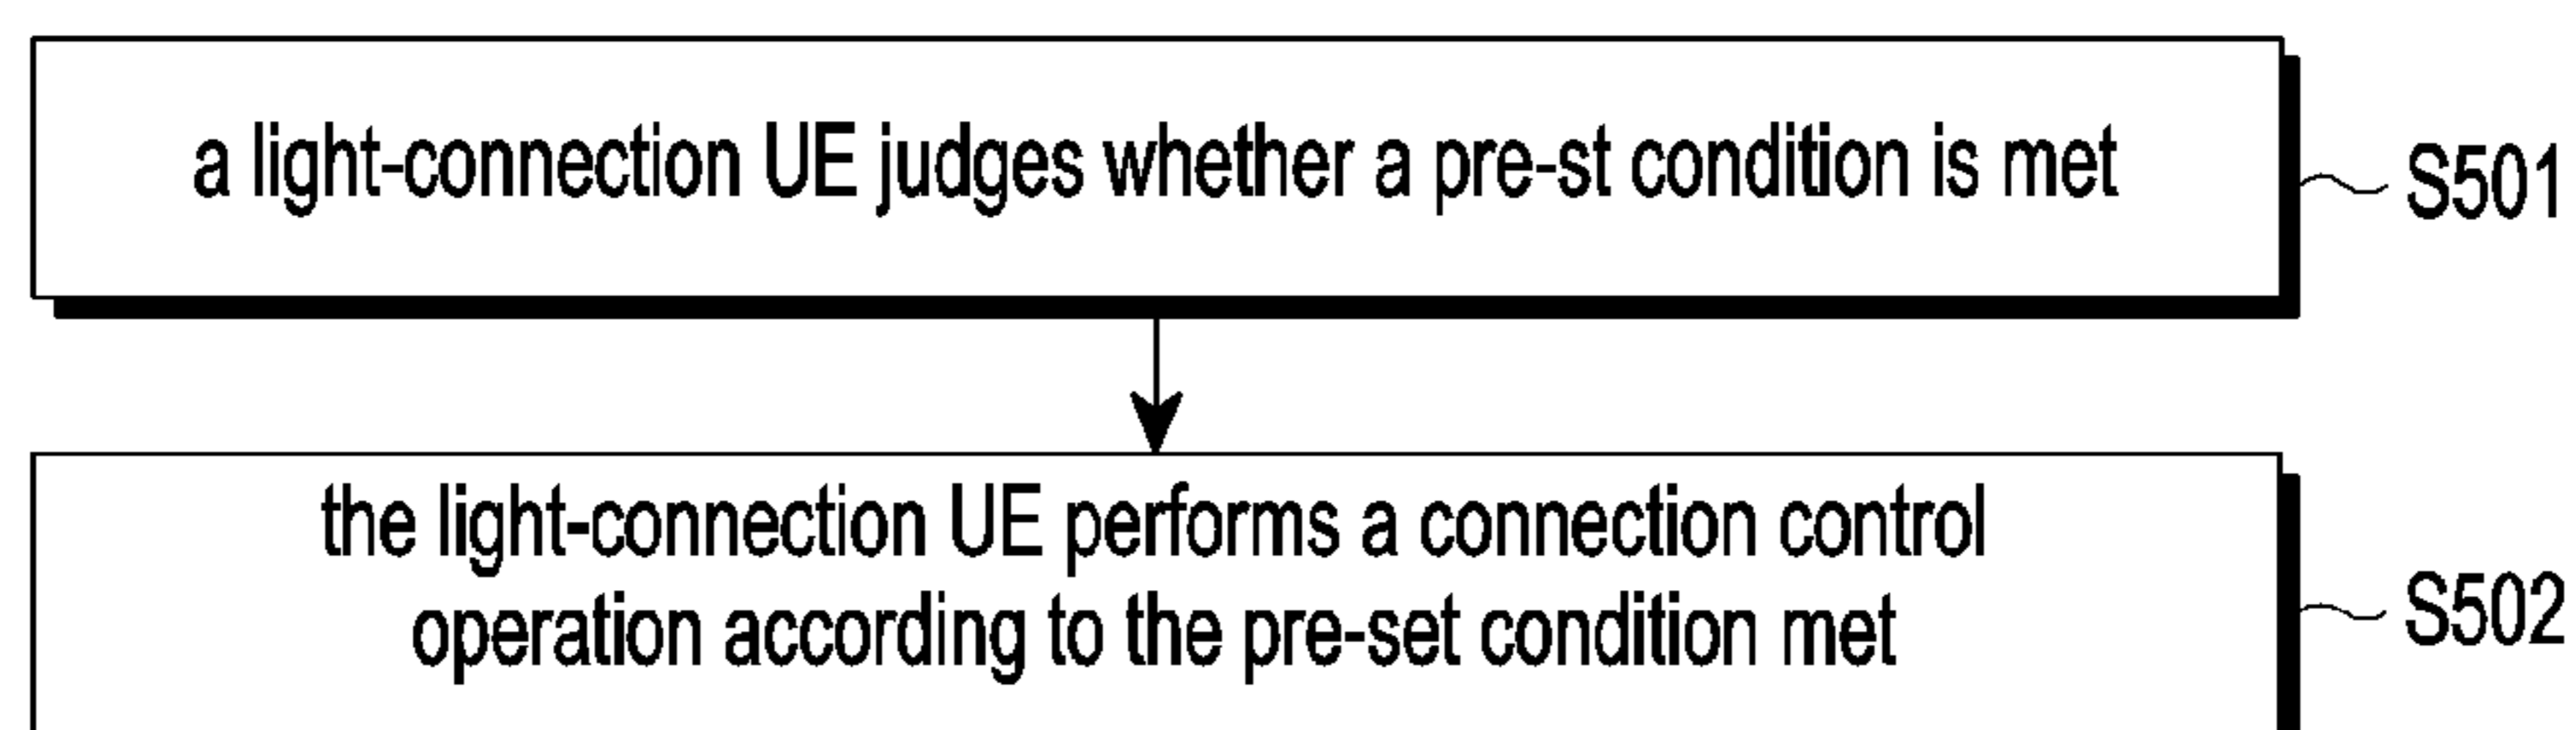 a light-connection UE judges whether a pre-st condition is met
S501
the light-connection UE performs a connection control
operation according to the pre-set condition met
S502